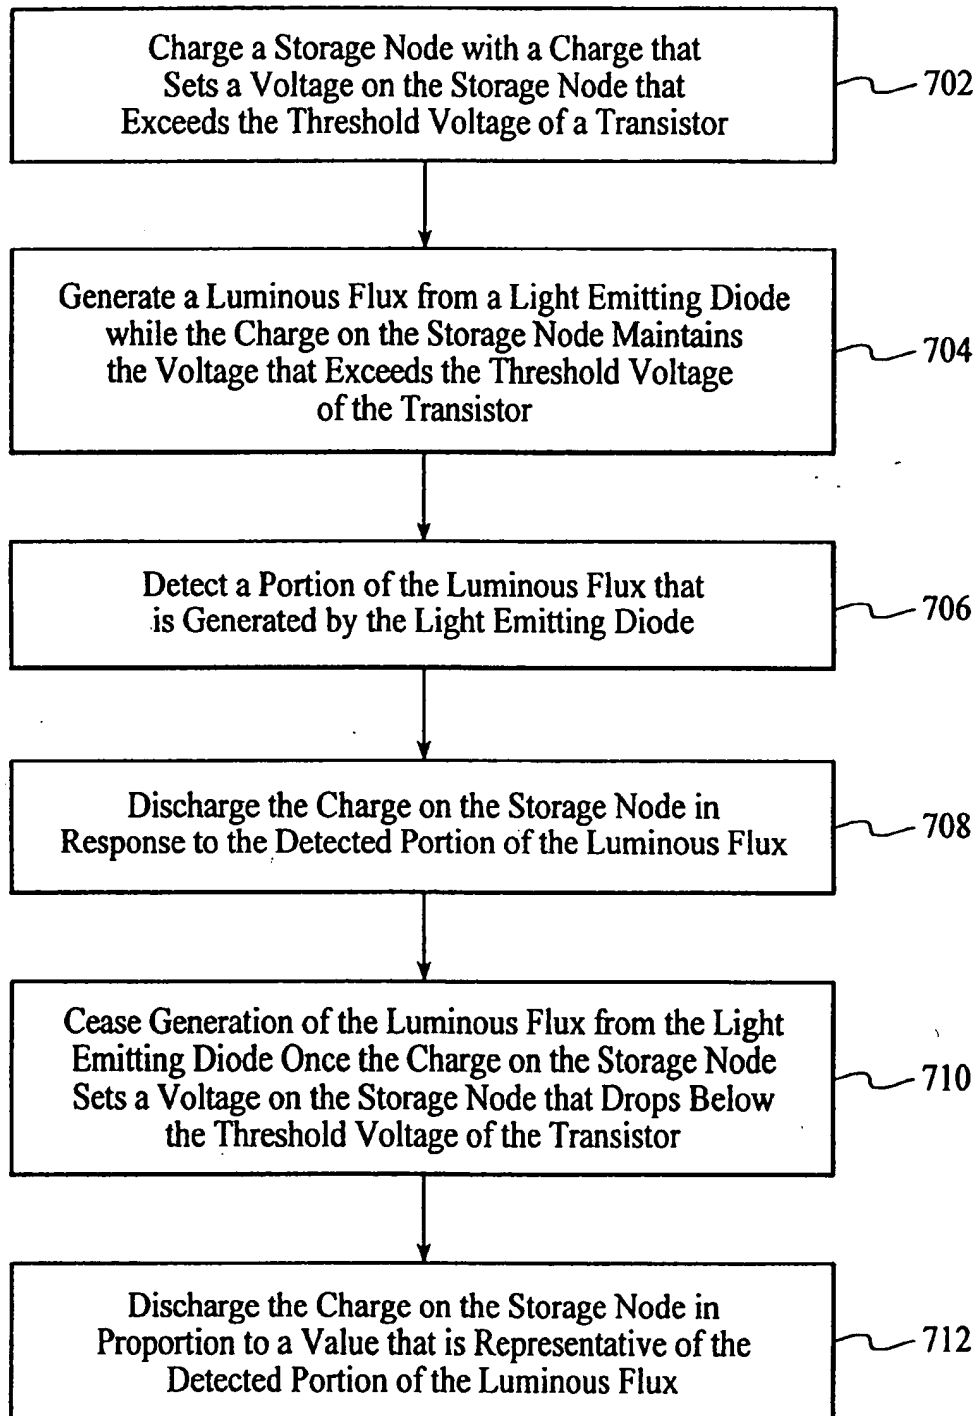 Charge a Storage Node with a Charge that
Sets a Voltage on the Storage Node that
Exceeds the Threshold Voltage of a Transistor
702
Generate a Luminous Flux from a Light Emitting Diode
while the Charge on the Storage Node Maintains
the Voltage that Exceeds the Threshold Voltage
of the Transistor
704
Detect a Portion of the Luminous Flux that
is Generated by the Light Emitting Diode
706
Discharge the Charge on the Storage Node in
Response to the Detected Portion of the Luminous Flux
708
Cease Generation of the Luminous Flux from the Light
Emitting Diode Once the Charge on the Storage Node
Sets a Voltage on the Storage Node that Drops Below
the Threshold Voltage of the Transistor
710
Discharge the Charge on the Storage Node in
Proportion to a Value that is Representative of the
Detected Portion of the Luminous Flux
712